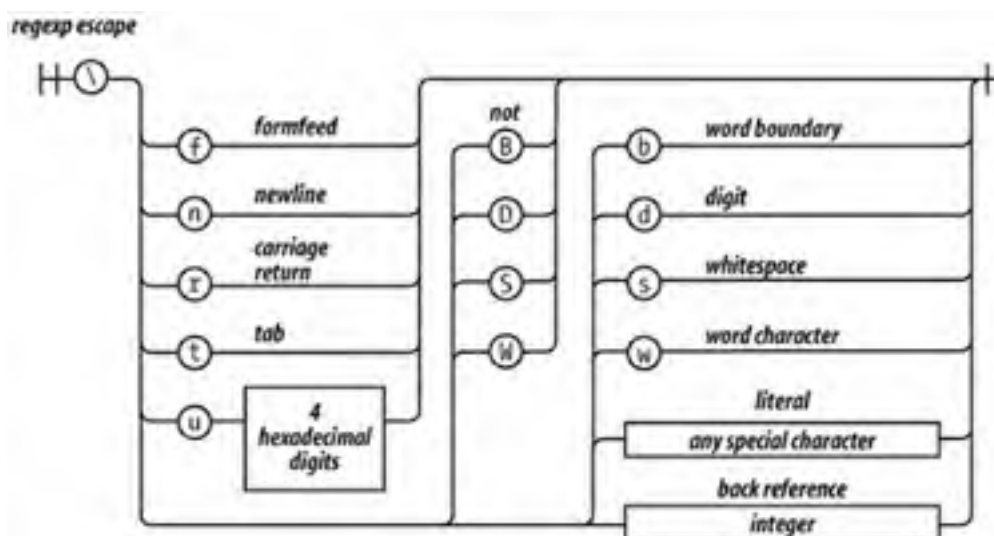 regexp escape
\
formfeed
f
newline
n
carriage
return
r
tab
t
u
4
hexadecimal
digits
not
B
D
S
W
word boundary
b
digit
d
whitespace
s
word character
w
literal
any special character
back reference
integer